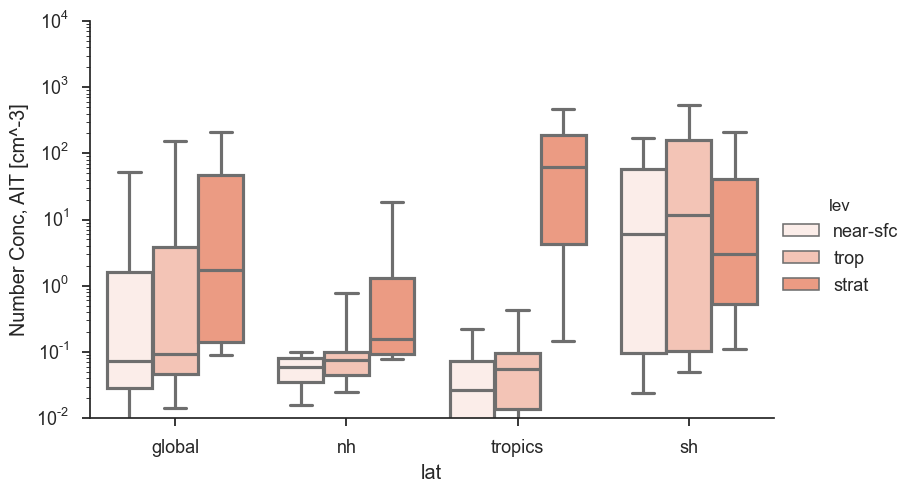 10^4
10^3
10^2
10^1
10^0
10^-1
10^-2
Number Conc, AIT [cm^-3]
global nh tropics sh
lat
lev
near-sfc
trop
strat